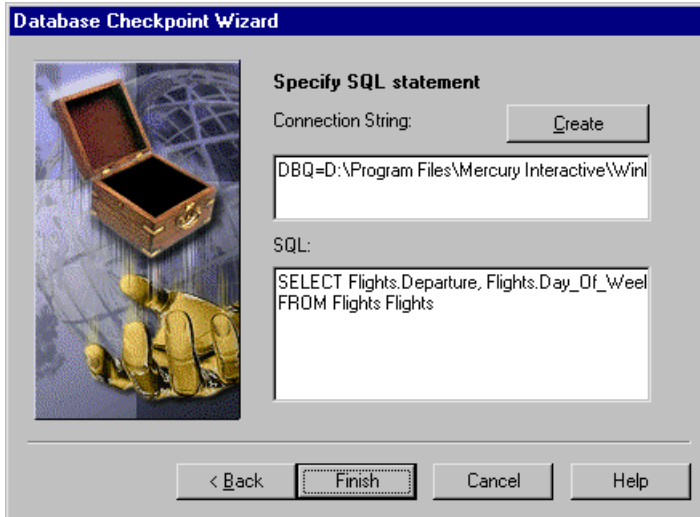 Database Checkpoint Wizard
Specify SQL statement
Connection String:
Create
DBQ=D:\Program Files\Mercury Interactive\Winl
SQL:
SELECT Flights.Departure, Flights.Day_Of_Weel
FROM Flights Flights
< Back
Finish
Cancel
Help